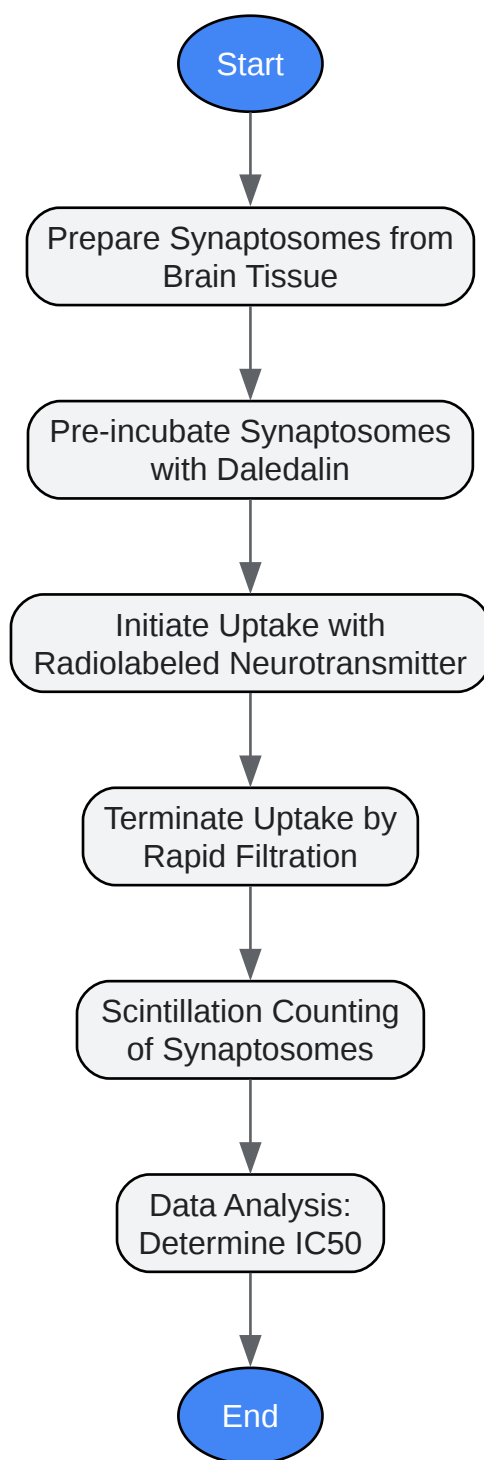 Start
Prepare Synaptosomes from
Brain Tissue
Pre-incubate Synaptosomes
with Daledalin
Initiate Uptake with
Radiolabeled Neurotransmitter
Terminate Uptake by
Rapid Filtration
Scintillation Counting
of Synaptosomes
Data Analysis:
Determine IC50
End